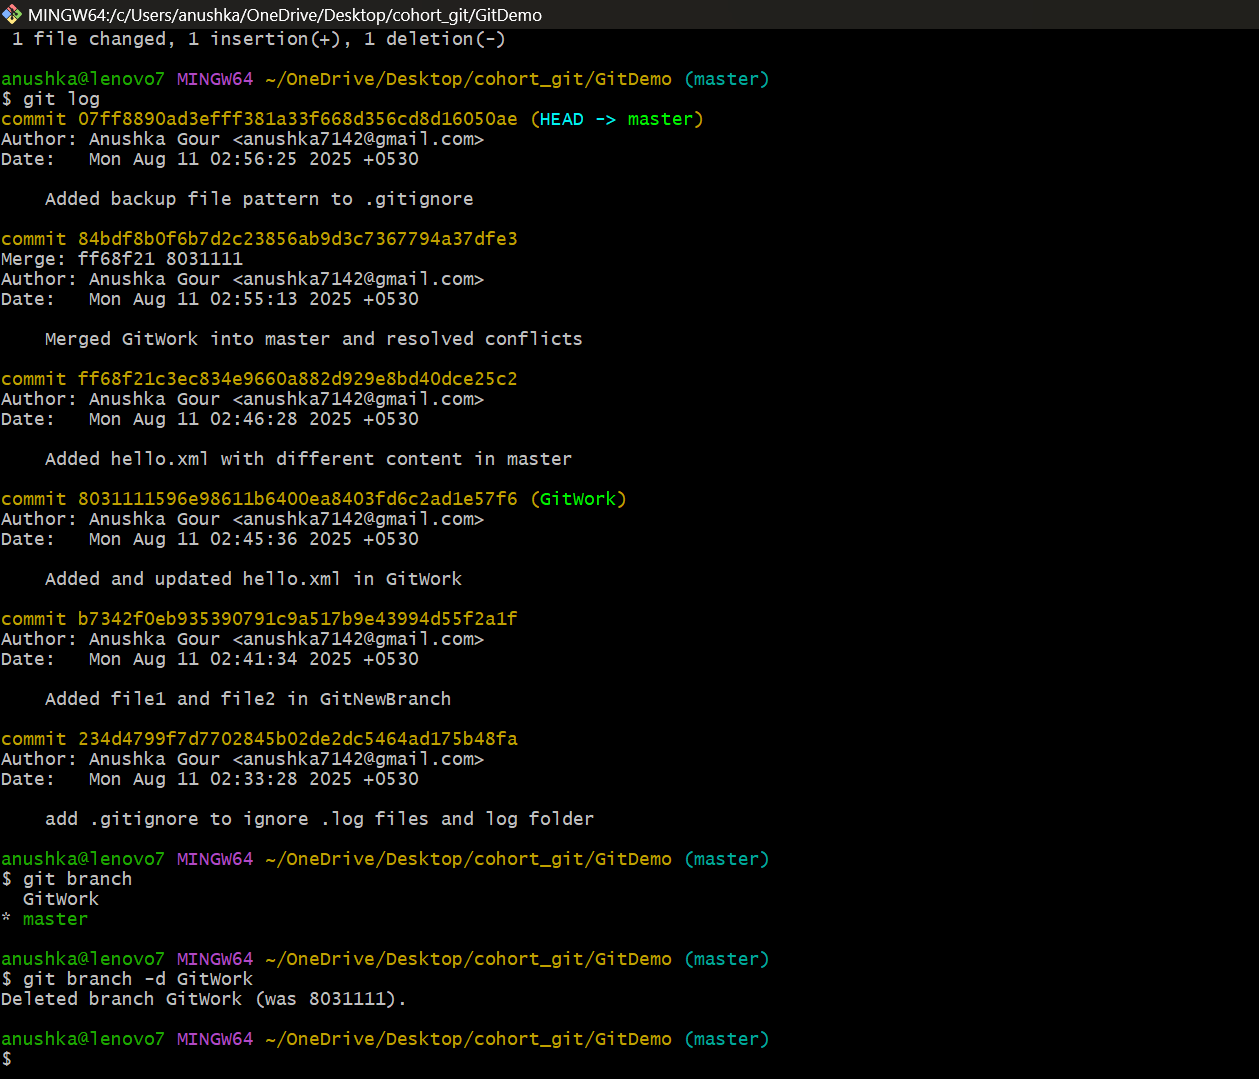 MINGW64:/c/Users/anushka/OneDrive/Desktop/cohort_git/GitDemo
 1 file changed, 1 insertion(+), 1 deletion(-)

anushka@lenovo7 MINGW64 ~/OneDrive/Desktop/cohort_git/GitDemo (master)
$ git log
commit 07ff8890ad3efff381a33f668d356cd8d16050ae (HEAD -> master)
Author: Anushka Gour <anushka7142@gmail.com>
Date:   Mon Aug 11 02:56:25 2025 +0530

    Added backup file pattern to .gitignore

commit 84bdf8b0f6b7d2c23856ab9d3c7367794a37dfe3
Merge: ff68f21 8031111
Author: Anushka Gour <anushka7142@gmail.com>
Date:   Mon Aug 11 02:55:13 2025 +0530

    Merged GitWork into master and resolved conflicts

commit ff68f21c3ec834e9660a882d929e8bd40dce25c2
Author: Anushka Gour <anushka7142@gmail.com>
Date:   Mon Aug 11 02:46:28 2025 +0530

    Added hello.xml with different content in master

commit 8031111596e98611b6400ea8403fd6c2ad1e57f6 (GitWork)
Author: Anushka Gour <anushka7142@gmail.com>
Date:   Mon Aug 11 02:45:36 2025 +0530

    Added and updated hello.xml in GitWork

commit b7342f0eb935390791c9a517b9e43994d55f2a1f
Author: Anushka Gour <anushka7142@gmail.com>
Date:   Mon Aug 11 02:41:34 2025 +0530

    Added file1 and file2 in GitNewBranch

commit 234d4799f7d7702845b02de2dc5464ad175b48fa
Author: Anushka Gour <anushka7142@gmail.com>
Date:   Mon Aug 11 02:33:28 2025 +0530

    add .gitignore to ignore .log files and log folder

anushka@lenovo7 MINGW64 ~/OneDrive/Desktop/cohort_git/GitDemo (master)
$ git branch
  GitWork
* master

anushka@lenovo7 MINGW64 ~/OneDrive/Desktop/cohort_git/GitDemo (master)
$ git branch -d GitWork
Deleted branch GitWork (was 8031111).

anushka@lenovo7 MINGW64 ~/OneDrive/Desktop/cohort_git/GitDemo (master)
$